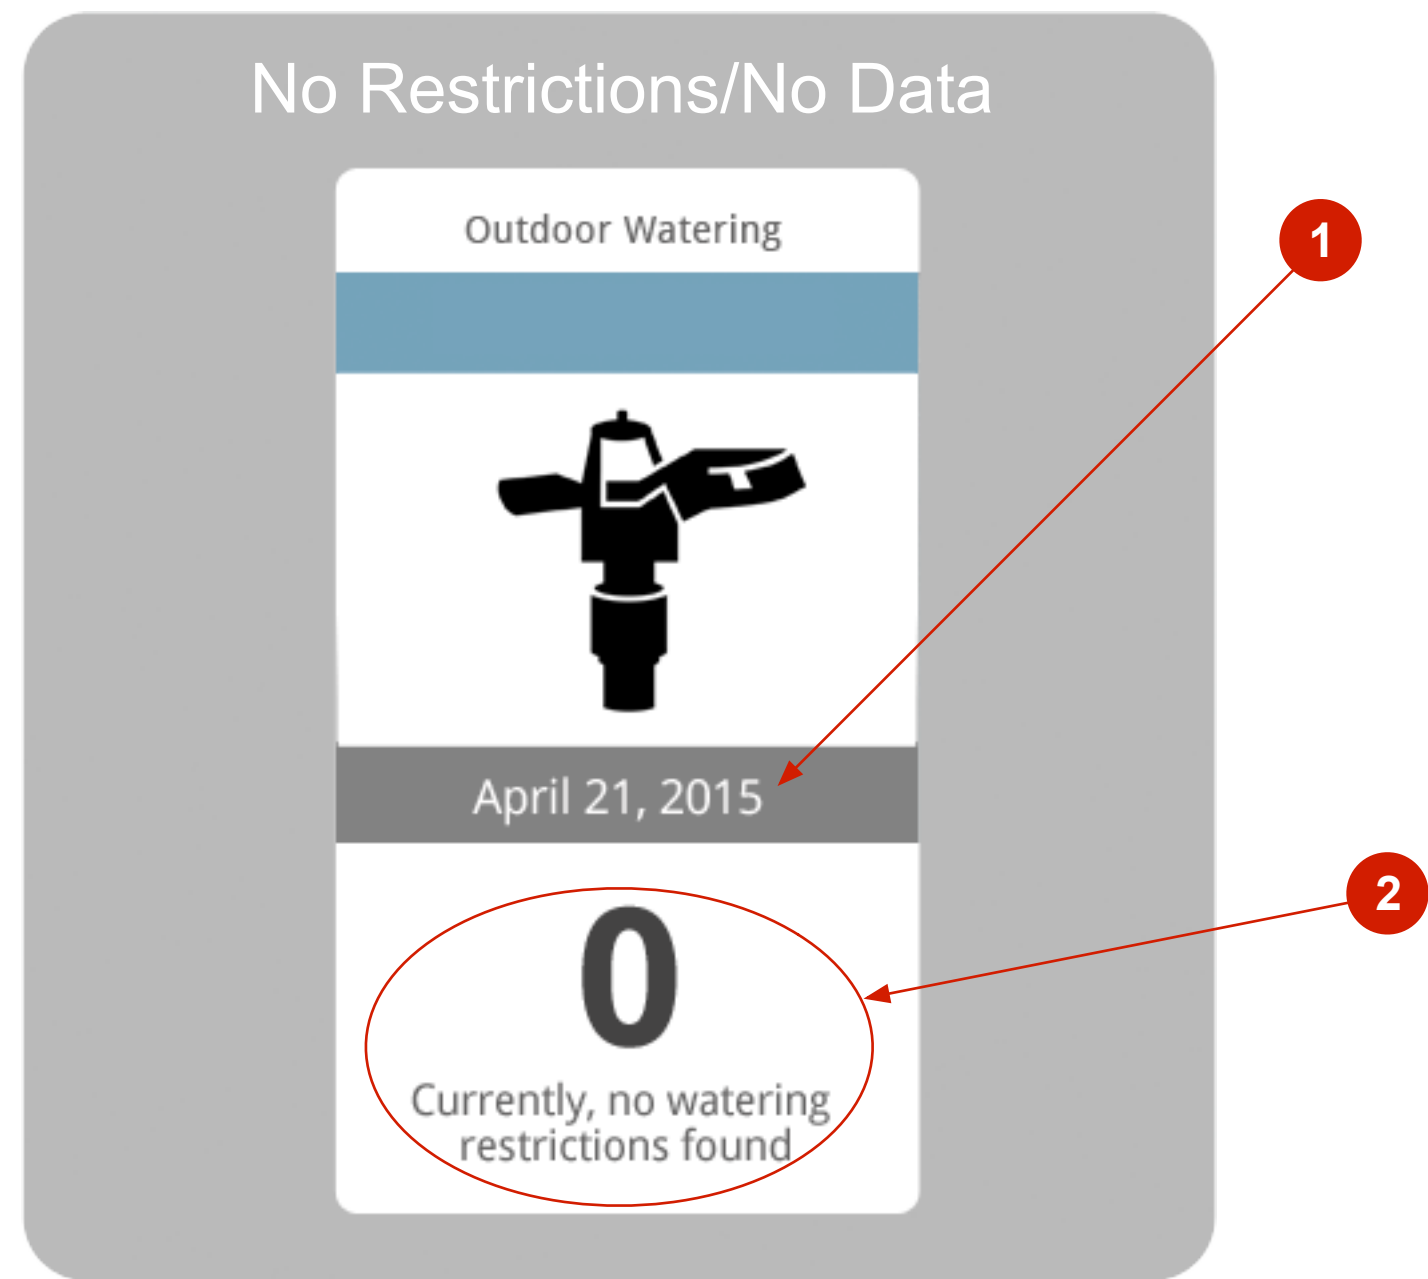 No Restrictions/No Data
Outdoor Watering
1
April 21, 2015
2
0
Currently, no watering
restrictions found